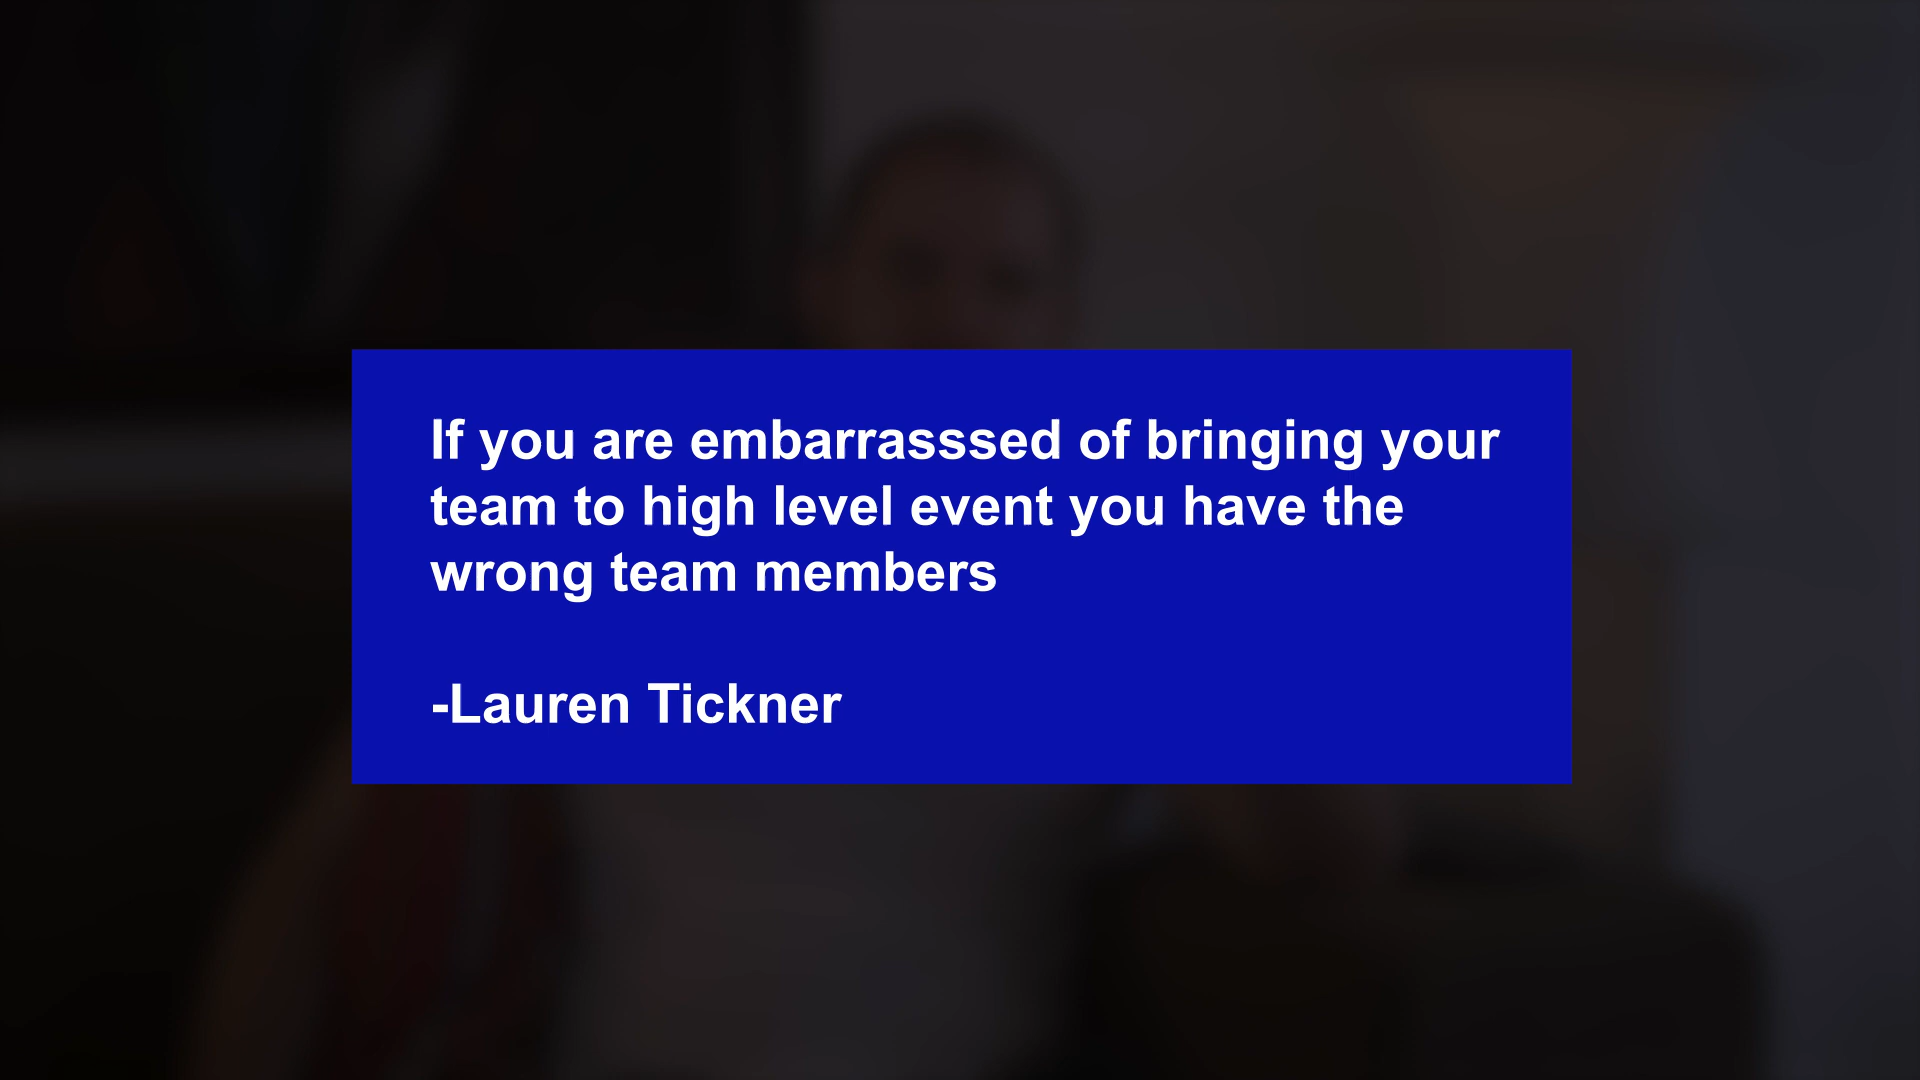 If you are embarrasssed of bringing your
team to high level event you have the
wrong team members
-Lauren Tickner